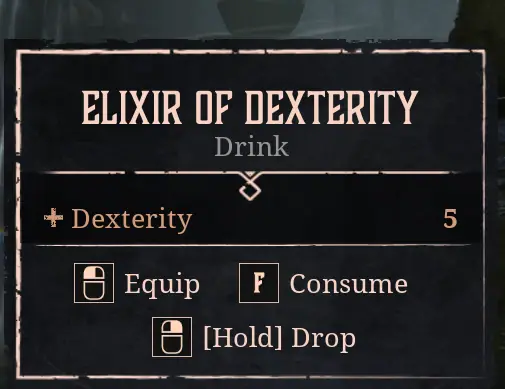 ELIXIR OF DEXTERITY
Drink
+ Dexterity 5
Equip F Consume
[Hold] Drop